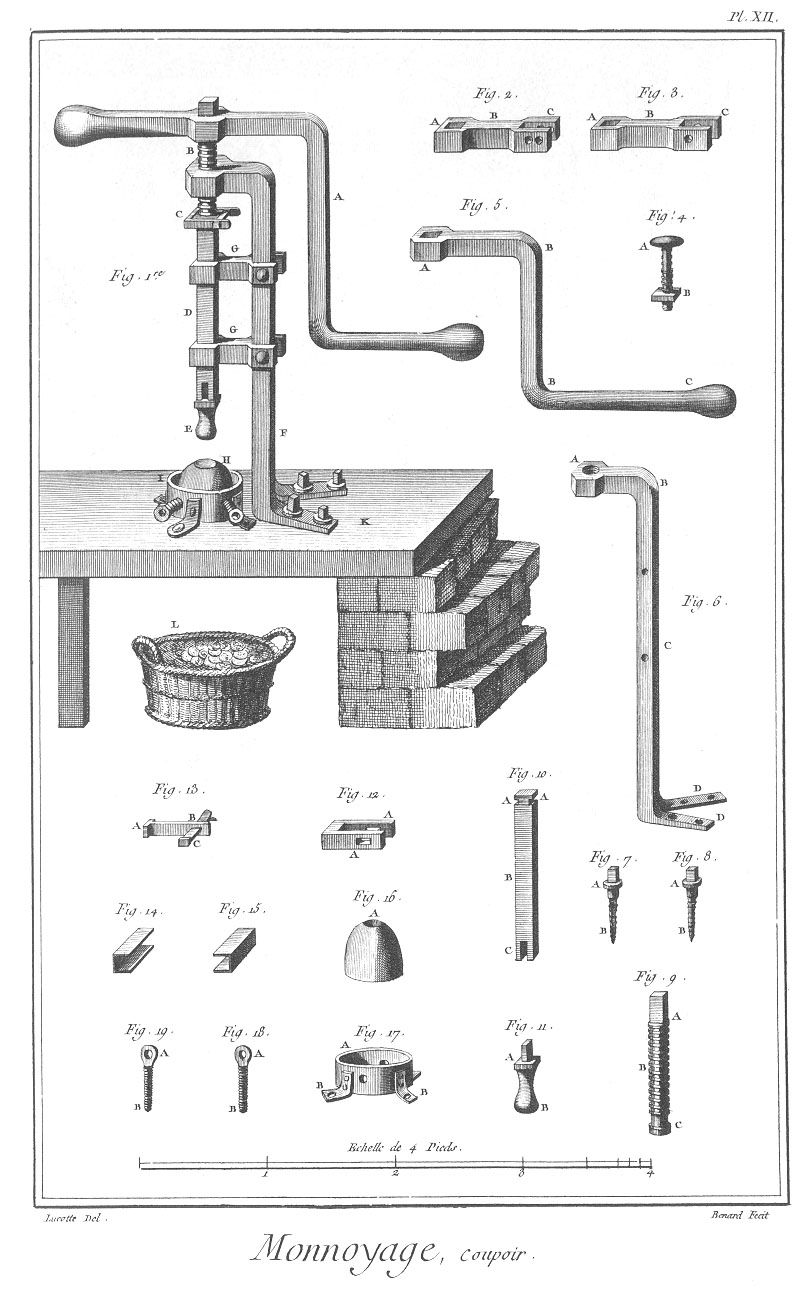 Pl. XII.
Fig. 2.
Fig. 3.
A B C
A B C
B
A
Fig. 5.
Fig. 4.
C
A
B
A
B
G
Fig. 1.re
D
G
B
C
E
F
H
I
A
B
K
Fig. 6.
L
C
Fig. 13.
Fig. 12.
Fig. 10.
D
A B
C
A
A
A A
D
Fig. 7.
Fig. 8.
A
A
B
Fig. 14.
Fig. 15.
Fig. 16.
A
B
B
C
Fig. 9.
A
Fig. 19.
Fig. 18.
Fig. 17.
Fig. 11.
A
A
A
A
B
B
B
B
B
B
C
Echelle de 4 Pieds.
1 2 3 4
Lucotte Del.
Benard Fecit
Monnoyage, coupoir.